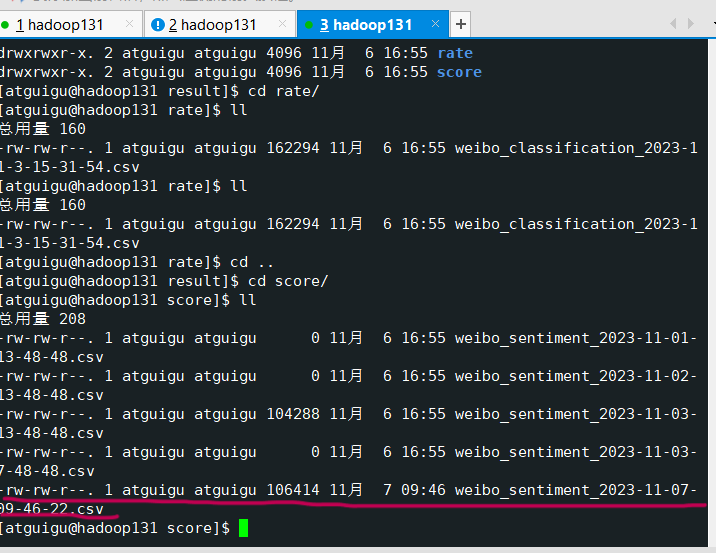 1 hadoop131 × 2 hadoop131 × 3 hadoop131 × +
drwxrwxr-x. 2 atguigu atguigu 4096 11月  6 16:55 rate
drwxrwxr-x. 2 atguigu atguigu 4096 11月  6 16:55 score
[atguigu@hadoop131 result]$ cd rate/
[atguigu@hadoop131 rate]$ ll
总用量 160
-rw-rw-r--. 1 atguigu atguigu 162294 11月  6 16:55 weibo_classification_2023-1
1-3-15-31-54.csv
[atguigu@hadoop131 rate]$ ll
总用量 160
-rw-rw-r--. 1 atguigu atguigu 162294 11月  6 16:55 weibo_classification_2023-1
1-3-15-31-54.csv
[atguigu@hadoop131 rate]$ cd ..
[atguigu@hadoop131 result]$ cd score/
[atguigu@hadoop131 score]$ ll
总用量 208
-rw-rw-r--. 1 atguigu atguigu      0 11月  6 16:55 weibo_sentiment_2023-11-01-
13-48-48.csv
-rw-rw-r--. 1 atguigu atguigu      0 11月  6 16:55 weibo_sentiment_2023-11-02-
13-48-48.csv
-rw-rw-r--. 1 atguigu atguigu 104288 11月  6 16:55 weibo_sentiment_2023-11-03-
13-48-48.csv
-rw-rw-r--. 1 atguigu atguigu      0 11月  6 16:55 weibo_sentiment_2023-11-03-
7-48-48.csv
-rw-rw-r--. 1 atguigu atguigu 106414 11月  7 09:46 weibo_sentiment_2023-11-07-
09-46-22.csv
[atguigu@hadoop131 score]$